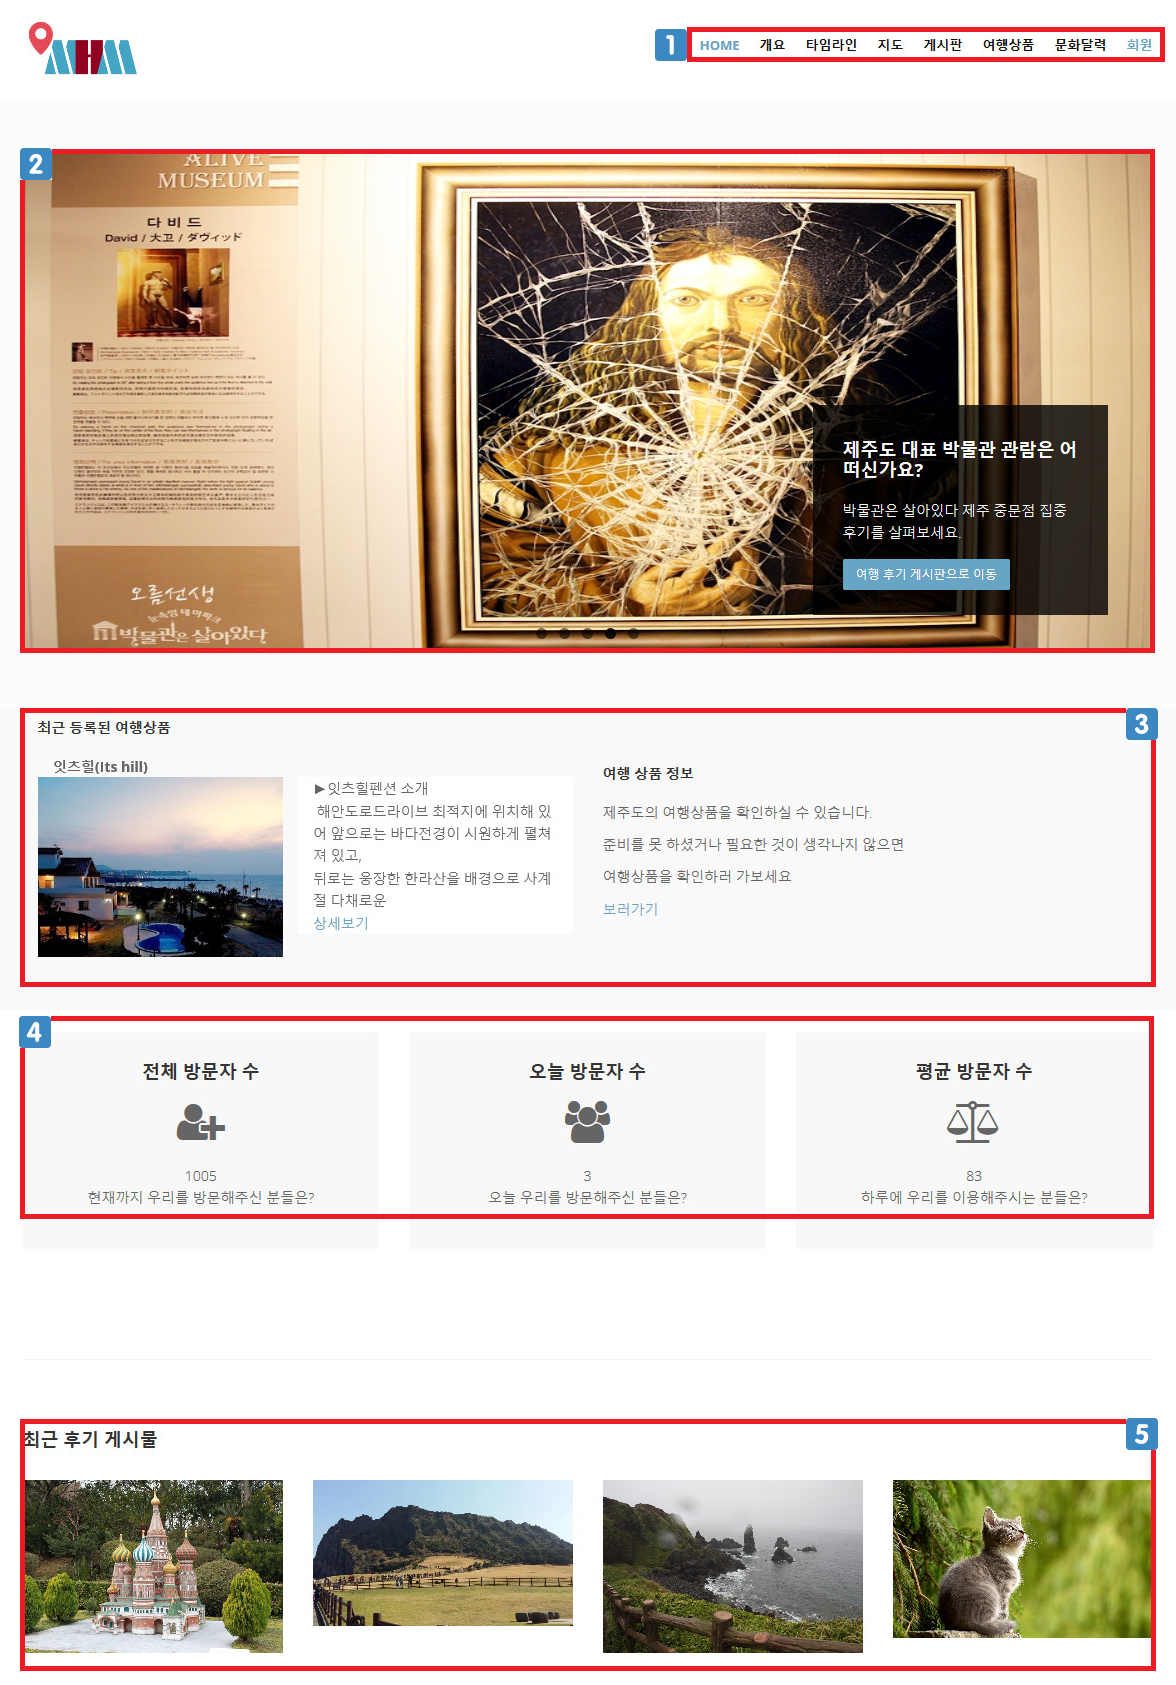 MHM
1
HOME 개요 타임라인 지도 게시판 여행상품 문화달력 회원
2
ALIVE
MUSEUM
다 비 드
David / 大卫 / ダヴィッド
오름선생
눈속임 테마파크
박물관은 살아있다
제주도 대표 박물관 관람은 어
떠신가요?
박물관은 살아있다 제주 중문점 집중
후기를 살펴보세요.
여행 후기 게시판으로 이동
3
최근 등록된 여행상품
잇츠힐(Its hill)
▶잇츠힐펜션 소개
해안도로드라이브 최적지에 위치해 있
어 앞으로는 바다전경이 시원하게 펼쳐
져 있고,
뒤로는 웅장한 한라산을 배경으로 사계
절 다채로운
상세보기
여행 상품 정보
제주도의 여행상품을 확인하실 수 있습니다.
준비를 못 하셨거나 필요한 것이 생각나지 않으면
여행상품을 확인하러 가보세요
보러가기
4
전체 방문자 수
1005
현재까지 우리를 방문해주신 분들은?
오늘 방문자 수
3
오늘 우리를 방문해주신 분들은?
평균 방문자 수
83
하루에 우리를 이용해주시는 분들은?
5
최근 후기 게시물